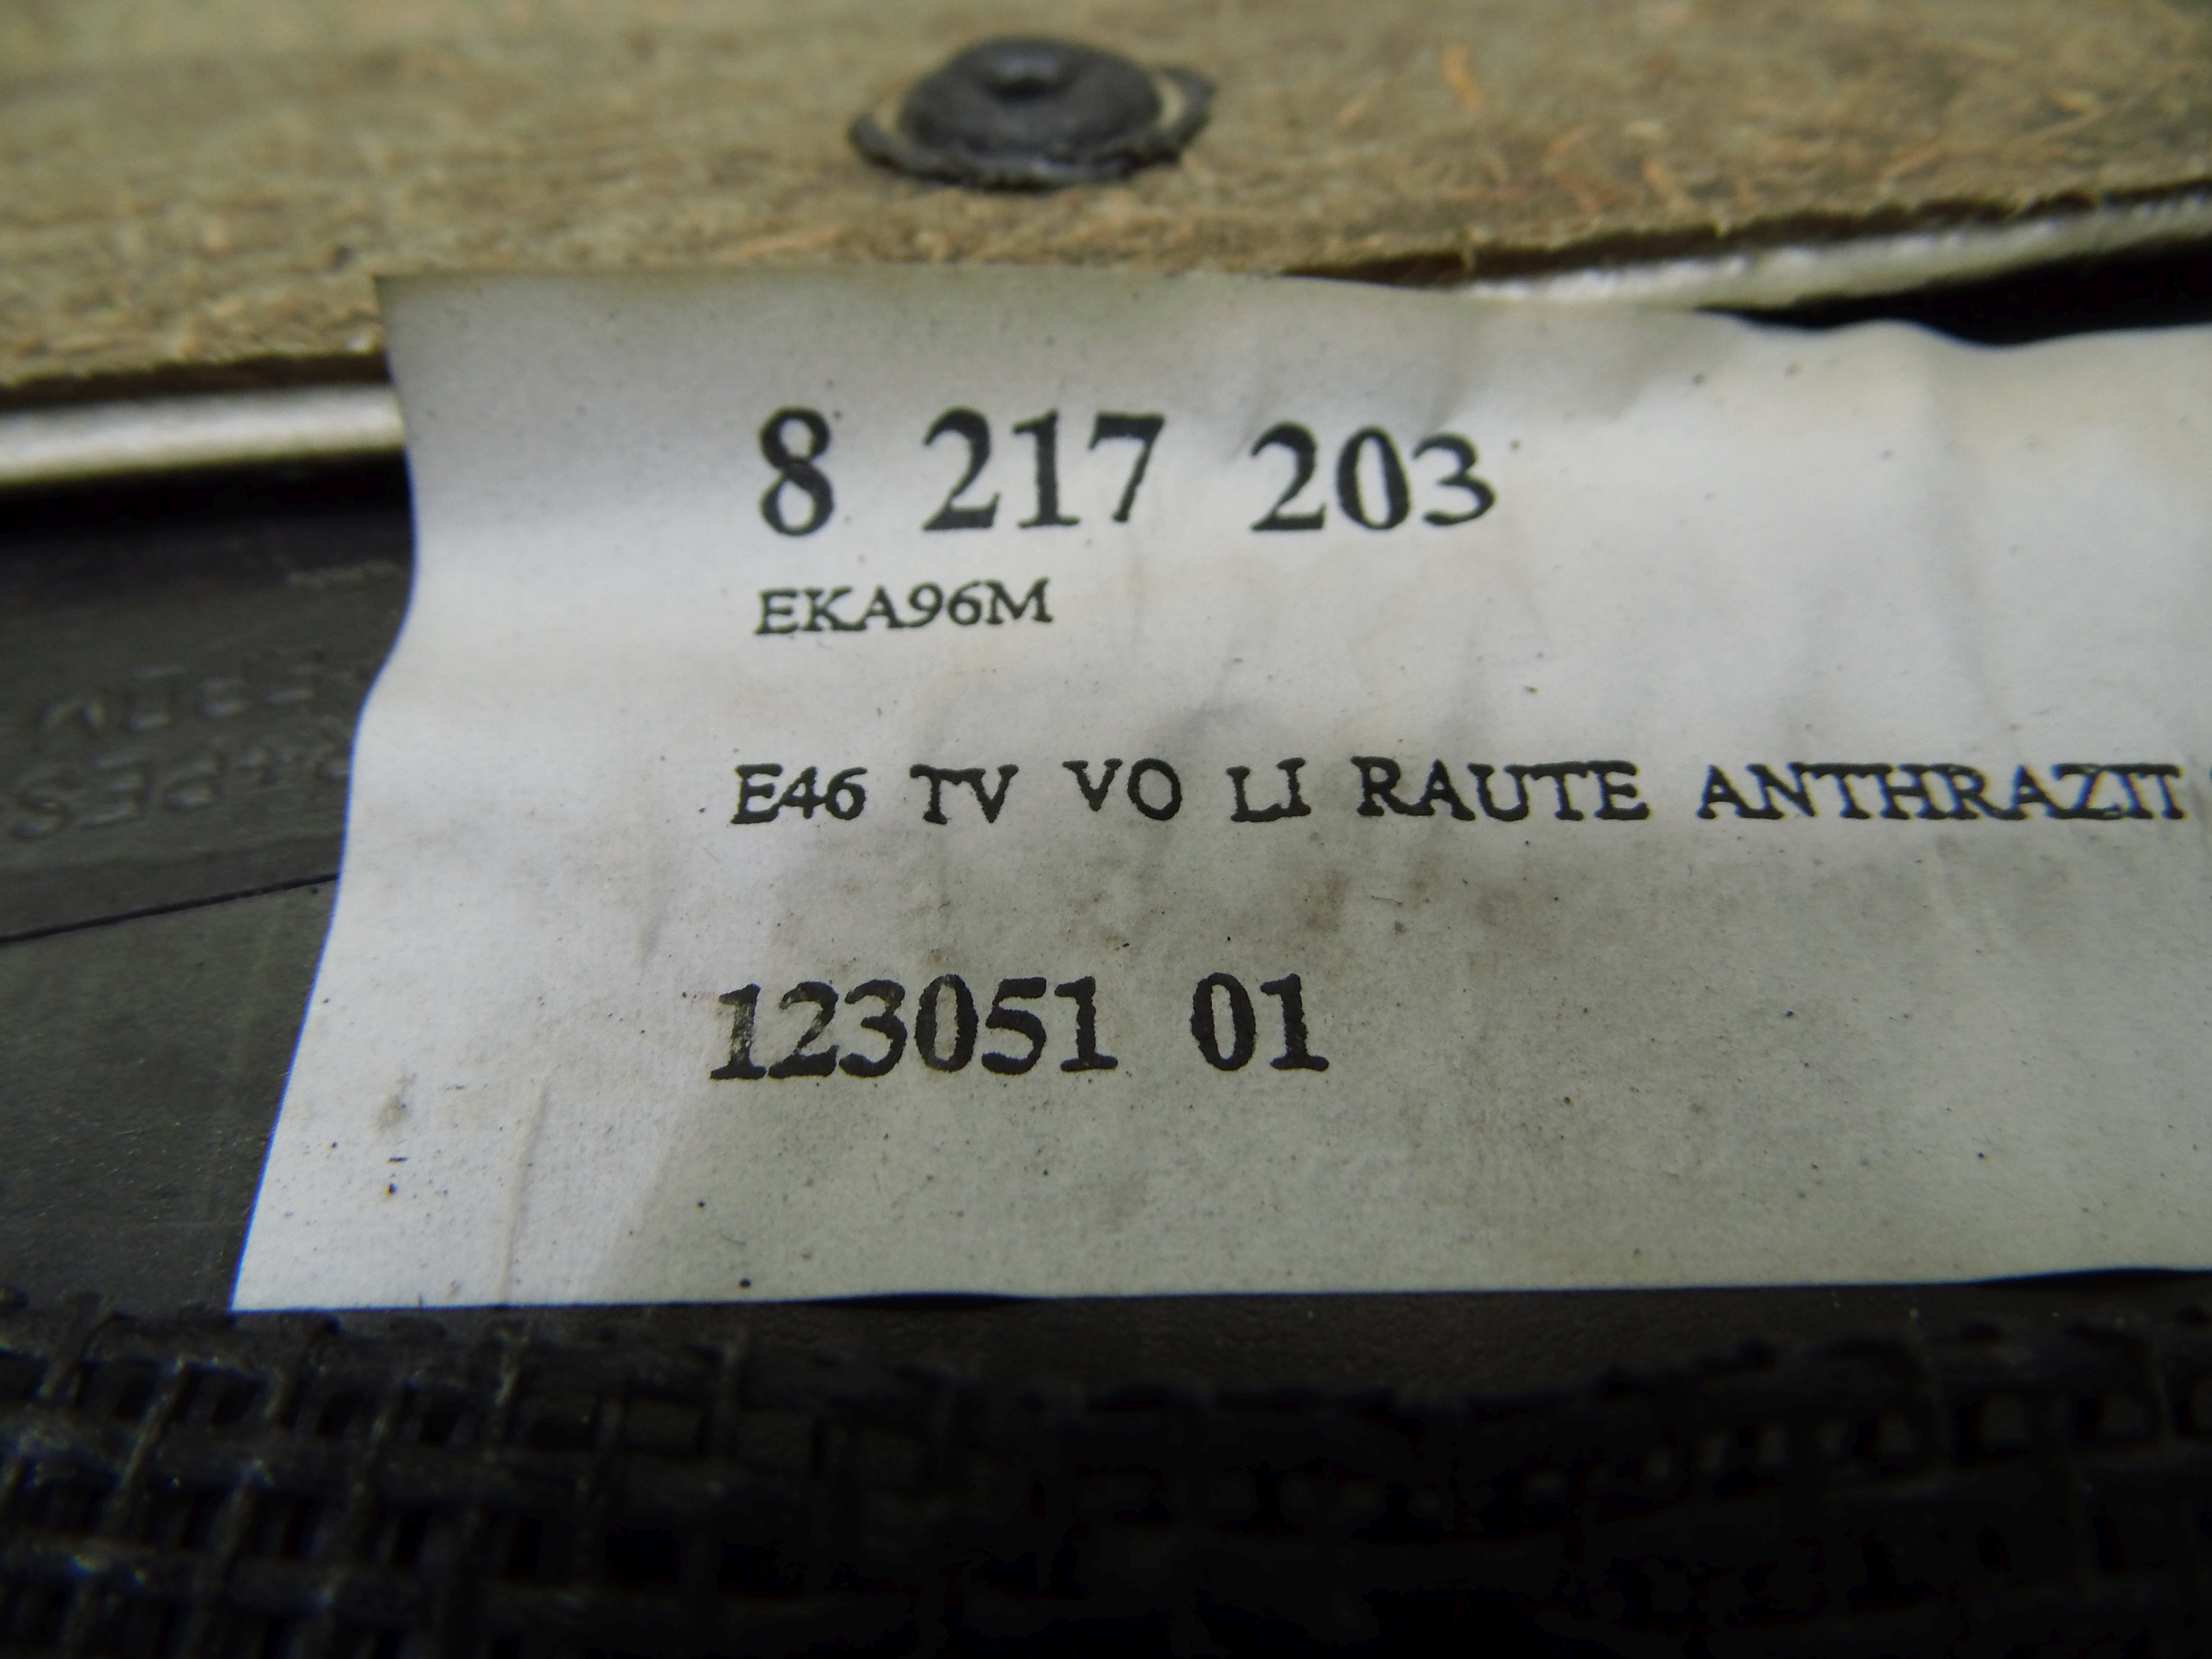 8 217 203
EKA96M
E46 TV VO LI RAUTE ANTHRAZIT
123051 01